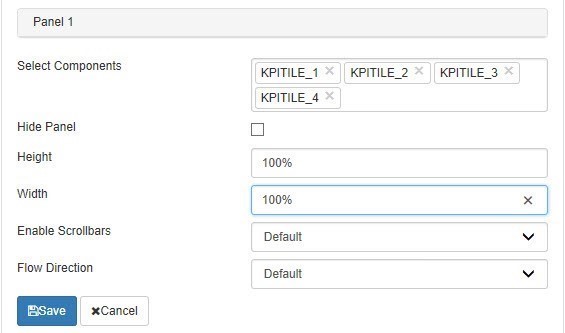 Panel 1
Select Components
KPITILE_1 × KPITILE_2 × KPITILE_3 ×
KPITILE_4 ×
Hide Panel
Height 100%
Width 100% ×
Enable Scrollbars Default
Flow Direction Default
Save ×Cancel